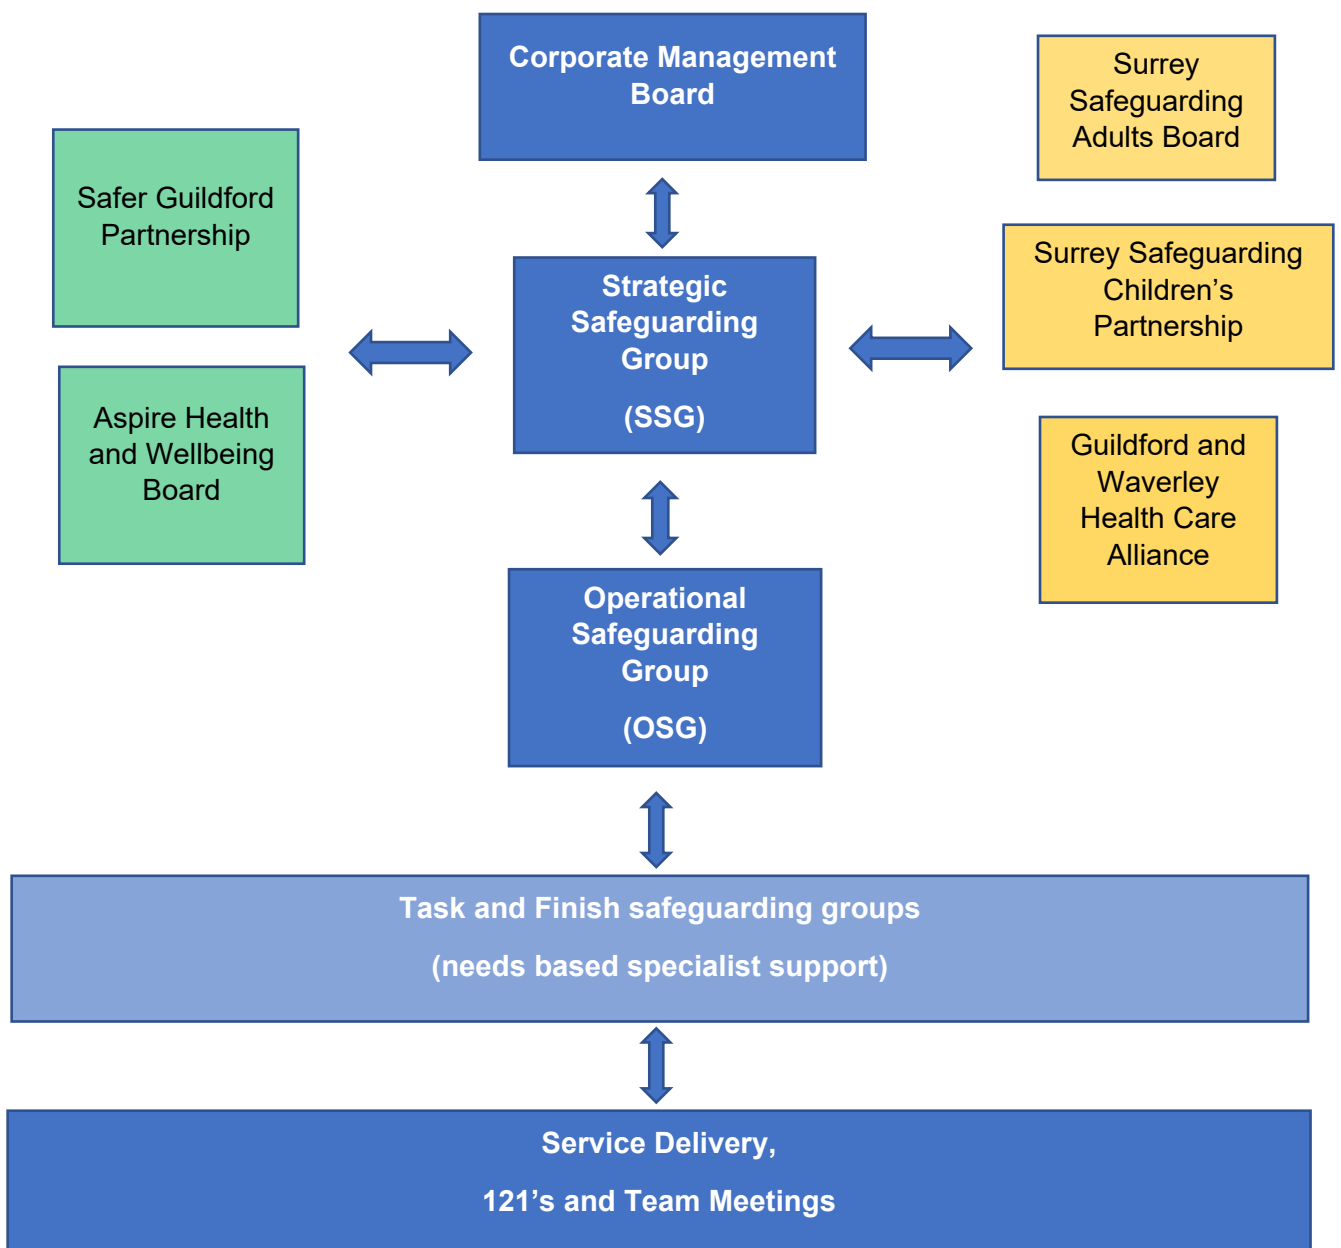 Corporate Management
Board
Surrey
Safeguarding
Adults Board
Safer Guildford
Partnership
Strategic
Safeguarding
Group
(SSG)
Surrey Safeguarding
Children’s
Partnership
Aspire Health
and Wellbeing
Board
Guildford and
Waverley
Health Care
Alliance
Operational
Safeguarding
Group
(OSG)
Task and Finish safeguarding groups
(needs based specialist support)
Service Delivery,
121’s and Team Meetings